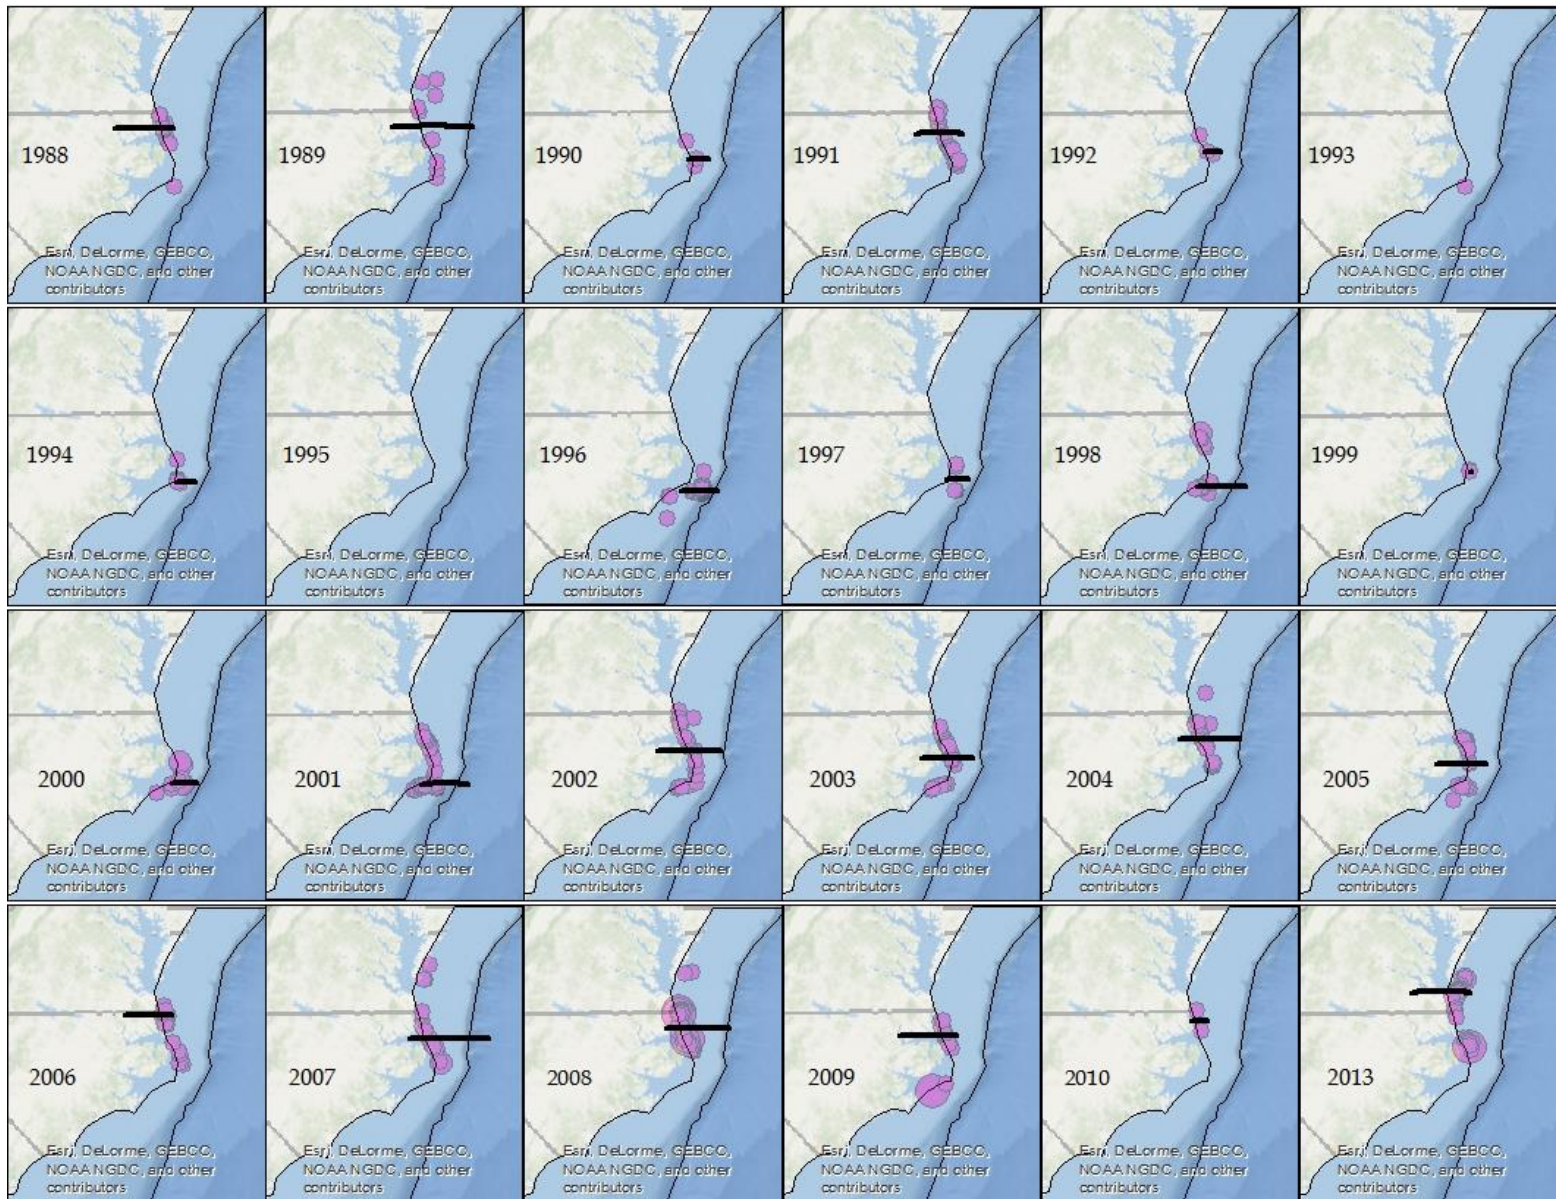 1988
Esri, DeLorme, GEBCO,
NOAA NGDC, and other
contributors
1989
Esri, DeLorme, GEBCO,
NOAA NGDC, and other
contributors
1990
Esri, DeLorme, GEBCO,
NOAA NGDC, and other
contributors
1991
Esri, DeLorme, GEBCO,
NOAA NGDC, and other
contributors
1992
Esri, DeLorme, GEBCO,
NOAA NGDC, and other
contributors
1993
Esri, DeLorme, GEBCO,
NOAA NGDC, and other
contributors
1994
Esri, DeLorme, GEBCO,
NOAA NGDC, and other
contributors
1995
Esri, DeLorme, GEBCO,
NOAA NGDC, and other
contributors
1996
Esri, DeLorme, GEBCO,
NOAA NGDC, and other
contributors
1997
Esri, DeLorme, GEBCO,
NOAA NGDC, and other
contributors
1998
Esri, DeLorme, GEBCO,
NOAA NGDC, and other
contributors
1999
Esri, DeLorme, GEBCO,
NOAA NGDC, and other
contributors
2000
Esri, DeLorme, GEBCO,
NOAA NGDC, and other
contributors
2001
Esri, DeLorme, GEBCO,
NOAA NGDC, and other
contributors
2002
Esri, DeLorme, GEBCO,
NOAA NGDC, and other
contributors
2003
Esri, DeLorme, GEBCO,
NOAA NGDC, and other
contributors
2004
Esri, DeLorme, GEBCO,
NOAA NGDC, and other
contributors
2005
Esri, DeLorme, GEBCO,
NOAA NGDC, and other
contributors
2006
Esri, DeLorme, GEBCO,
NOAA NGDC, and other
contributors
2007
Esri, DeLorme, GEBCO,
NOAA NGDC, and other
contributors
2008
Esri, DeLorme, GEBCO,
NOAA NGDC, and other
contributors
2009
Esri, DeLorme, GEBCO,
NOAA NGDC, and other
contributors
2010
Esri, DeLorme, GEBCO,
NOAA NGDC, and other
contributors
2013
Esri, DeLorme, GEBCO,
NOAA NGDC, and other
contributors